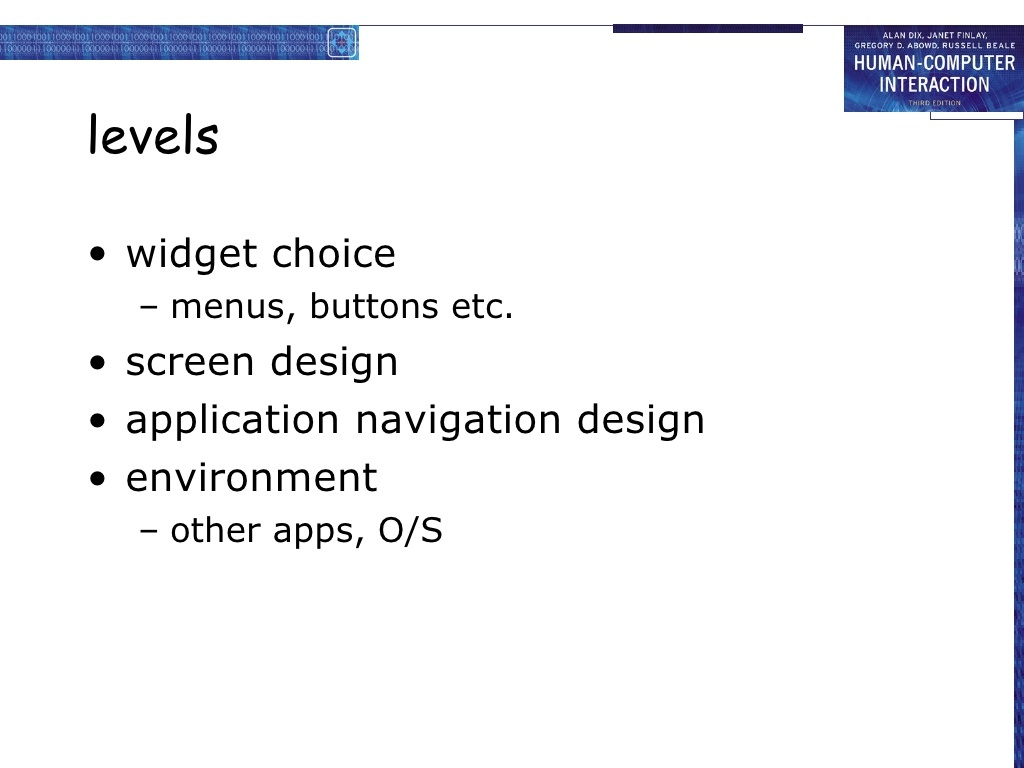 ALAN DIX, JANET FINLAY,
GREGORY D. ABOWD, RUSSELL BEALE
HUMAN-COMPUTER
INTERACTION
THIRD EDITION
levels
• widget choice
– menus, buttons etc.
• screen design
• application navigation design
• environment
– other apps, O/S